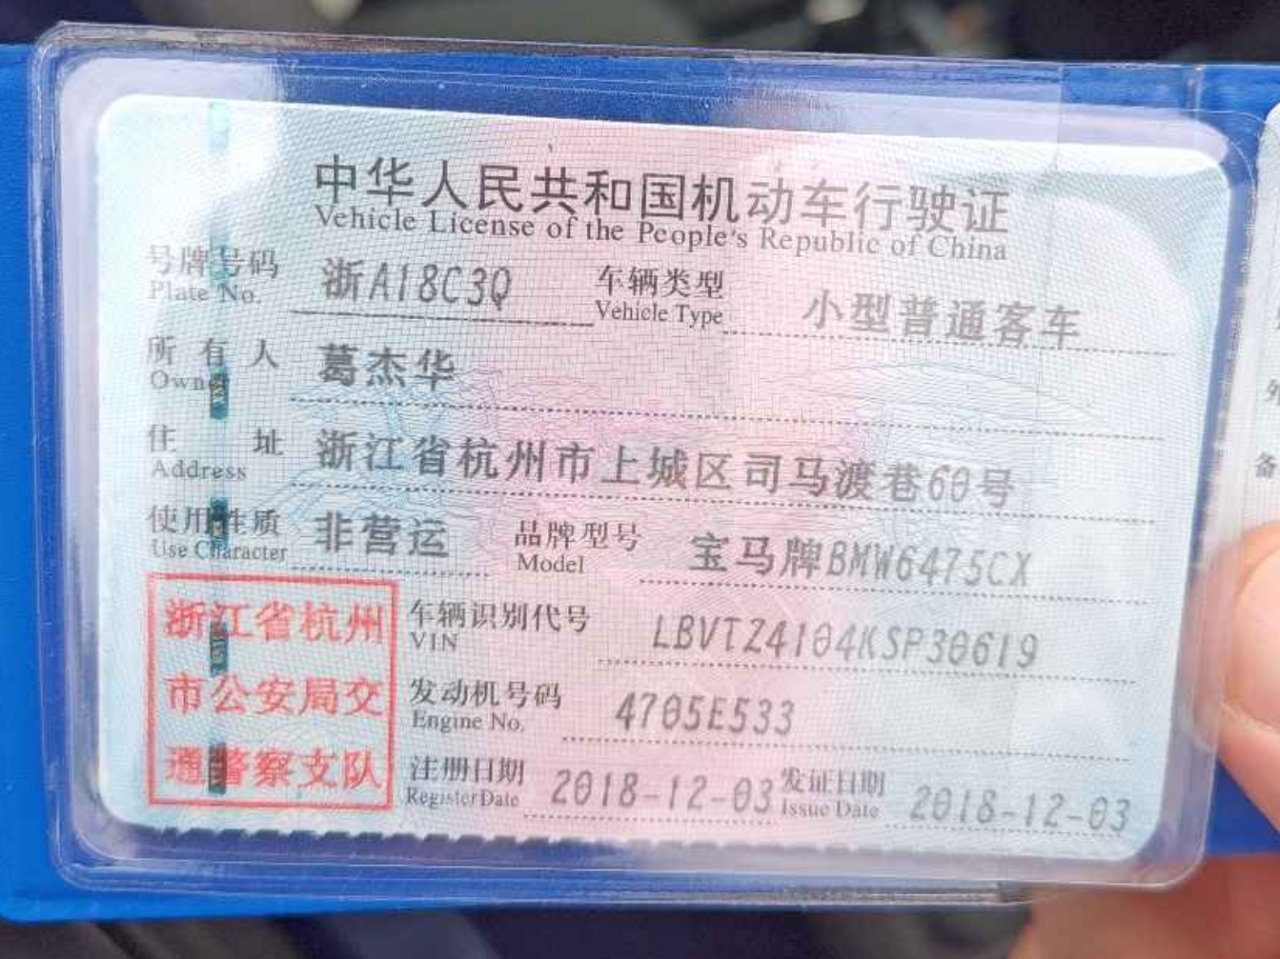 中华人民共和国机动车行驶证
Vehicle License of the People's Republic of China
号牌号码 浙A18C3Q 车辆类型 小型普通客车
Plate No. Vehicle Type
所有人 葛杰华
Owner
住址 浙江省杭州市上城区司马渡巷60号
Address
使用性质 非营运 品牌型号 宝马牌BMW6475CX
Use Character Model
浙江省杭州
市公安局交
通警察支队
车辆识别代号 LBVTZ4104KSP30619
VIN
发动机号码 4705E533
Engine No.
注册日期 2018-12-03 发证日期 2018-12-03
Register Date Issue Date
备